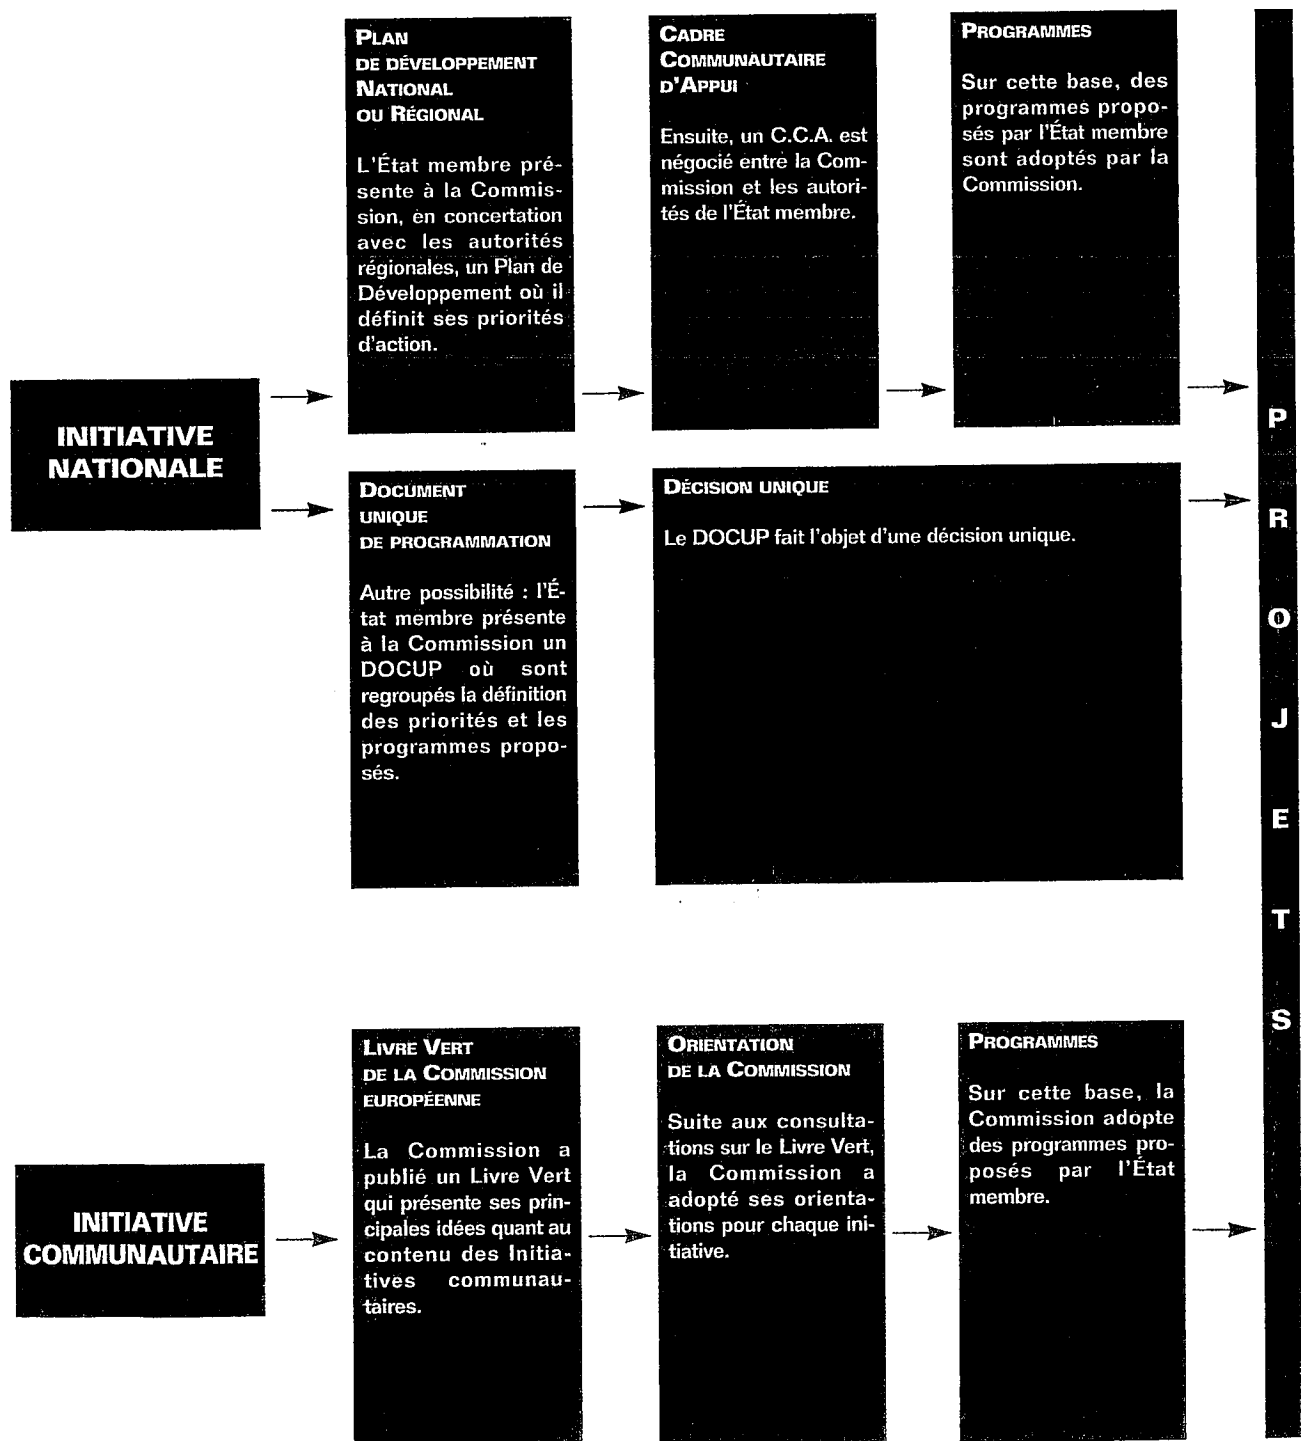 INITIATIVE
NATIONALE
PLAN
DE DÉVELOPPEMENT
NATIONAL
OU RÉGIONAL
L'État membre pré-
sente à la Commis-
sion, en concertation
avec les autorités
régionales, un Plan de
Développement où il
définit ses priorités
d'action.
CADRE
COMMUNAUTAIRE
D'APPUI
Ensuite, un C.C.A. est
négocié entre la Com-
mission et les autori-
tés de l'État membre.
PROGRAMMES
Sur cette base, des
programmes propo-
sés par l'État membre
sont adoptés par la
Commission.
DOCUMENT
UNIQUE
DE PROGRAMMATION
Autre possibilité : l'É-
tat membre présente
à la Commission un
DOCUP où sont
regroupés la définition
des priorités et les
programmes propo-
sés.
DÉCISION UNIQUE
Le DOCUP fait l'objet d'une décision unique.
INITIATIVE
COMMUNAUTAIRE
LIVRE VERT
DE LA COMMISSION
EUROPÉENNE
La Commission a
publié un Livre Vert
qui présente ses prin-
cipales idées quant au
contenu des Initia-
tives communau-
taires.
ORIENTATION
DE LA COMMISSION
Suite aux consulta-
tions sur le Livre Vert,
la Commission a
adopté ses orienta-
tions pour chaque ini-
tiative.
PROGRAMMES
Sur cette base, la
Commission adopte
des programmes pro-
posés par l'État
membre.
P
R
O
J
E
T
S